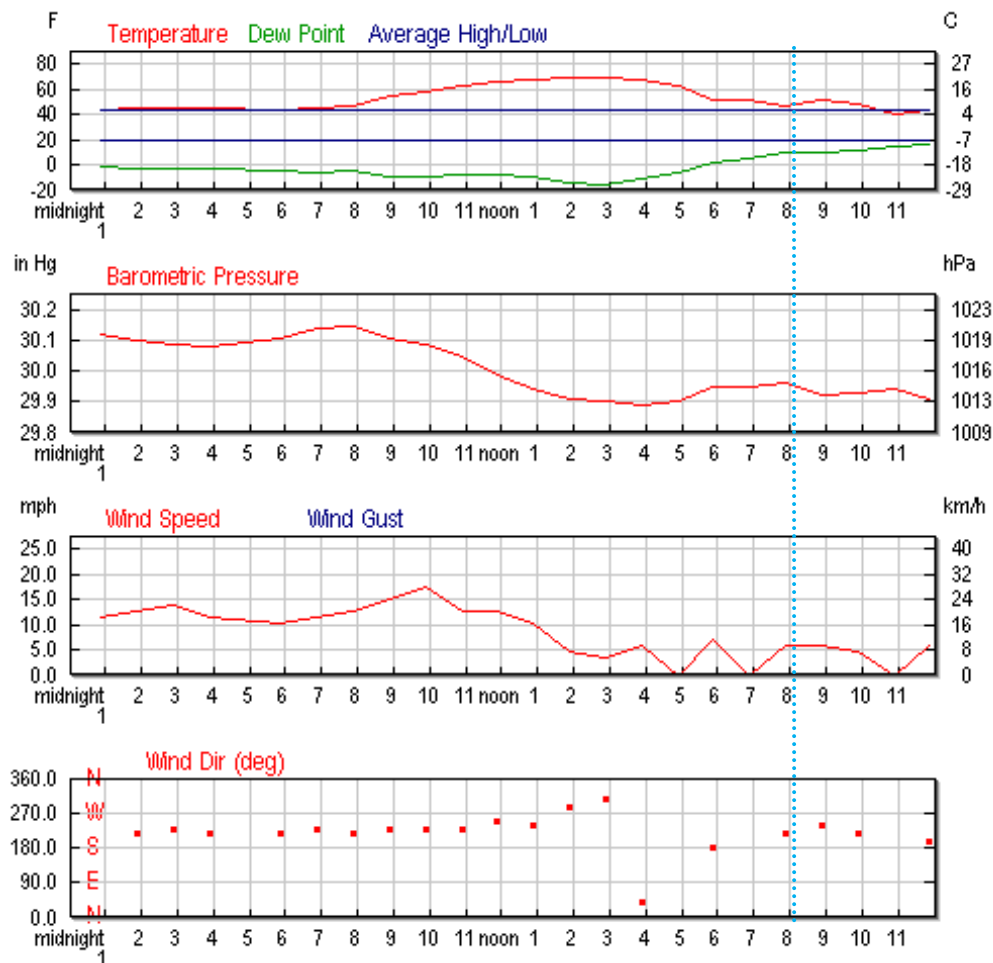 F C
Temperature Dew Point Average High/Low
80 27
60 16
40 4
20 -7
0 -18
-20 -29
midnight 2 3 4 5 6 7 8 9 10 11 noon 1 2 3 4 5 6 7 8 9 10 11
1
in Hg hPa
Barometric Pressure
30.2 1023
30.1 1019
30.0 1016
29.9 1013
29.8 1009
midnight 2 3 4 5 6 7 8 9 10 11 noon 1 2 3 4 5 6 7 8 9 10 11
1
mph km/h
Wind Speed Wind Gust
25.0 40
20.0 32
15.0 24
10.0 16
5.0 8
0.0 0
midnight 2 3 4 5 6 7 8 9 10 11 noon 1 2 3 4 5 6 7 8 9 10 11
1
Wind Dir (deg)
360.0 N
270.0 W
180.0 S
90.0 E
0.0 N
midnight 2 3 4 5 6 7 8 9 10 11 noon 1 2 3 4 5 6 7 8 9 10 11
1